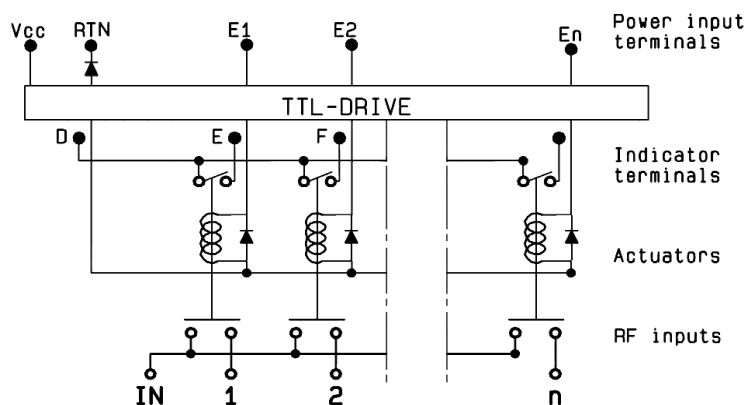 Vcc RTN E1 E2 En Power input
terminals
TTL-DRIVE
D E F Indicator
terminals
Actuators
RF inputs
IN 1 2 n